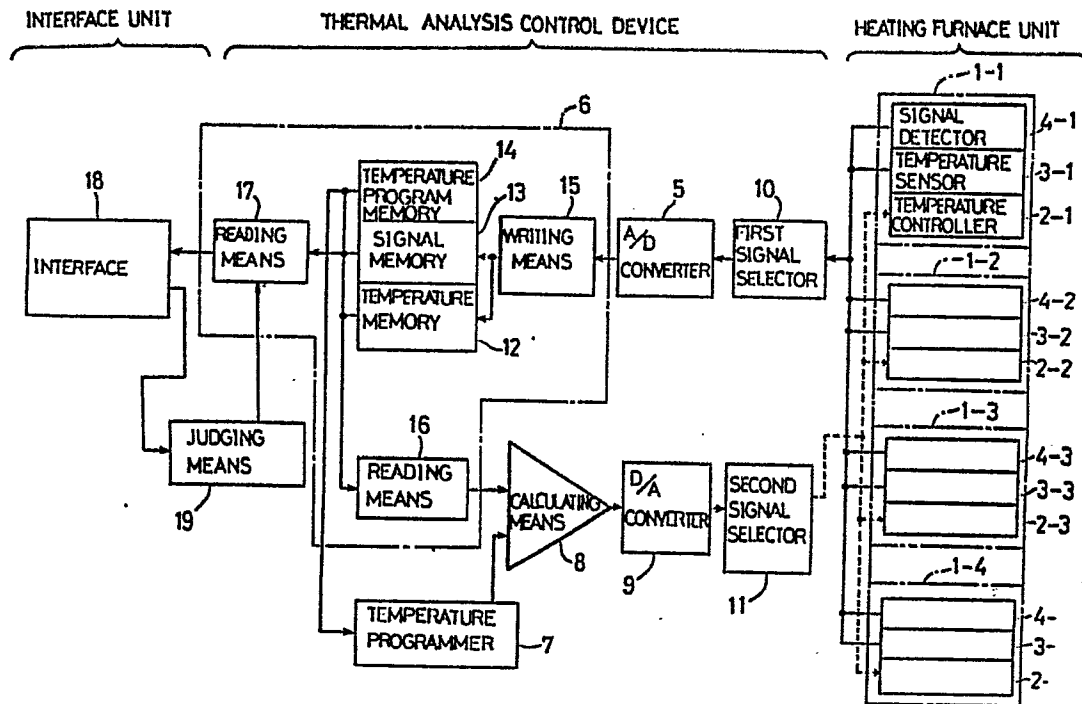 INTERFACE UNIT
THERMAL ANALYSIS CONTROL DEVICE
HEATING FURNACE UNIT
1-1
6
SIGNAL
DETECTOR
4-1
TEMPERATURE
SENSOR
3-1
TEMPERATURE
CONTROLLER
2-1
14
TEMPERATURE
PROGRAM
MEMORY
13
SIGNAL
MEMORY
TEMPERATURE
MEMORY
12
15
WRITING
MEANS
5
A/D
CONVERTER
10
FIRST
SIGNAL
SELECTOR
18
INTERFACE
17
READING
MEANS
1-2
4-2
3-2
2-2
JUDGING
MEANS
19
16
READING
MEANS
CALCULATING
MEANS
8
D/A
CONVERTER
9
SECOND
SIGNAL
SELECTOR
11
1-3
4-3
3-3
2-3
TEMPERATURE
PROGRAMMER
7
1-4
4-
3-
2-